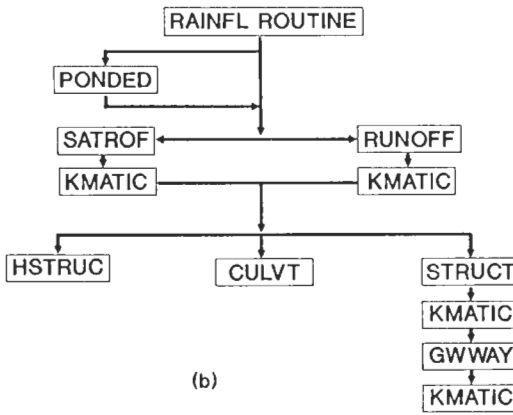 RAINFL ROUTINE
PONDED
SATROF
RUNOFF
KMATIC
KMATIC
HSTRUC
CULVT
STRUCT
KMATIC
GWWAY
KMATIC
(b)